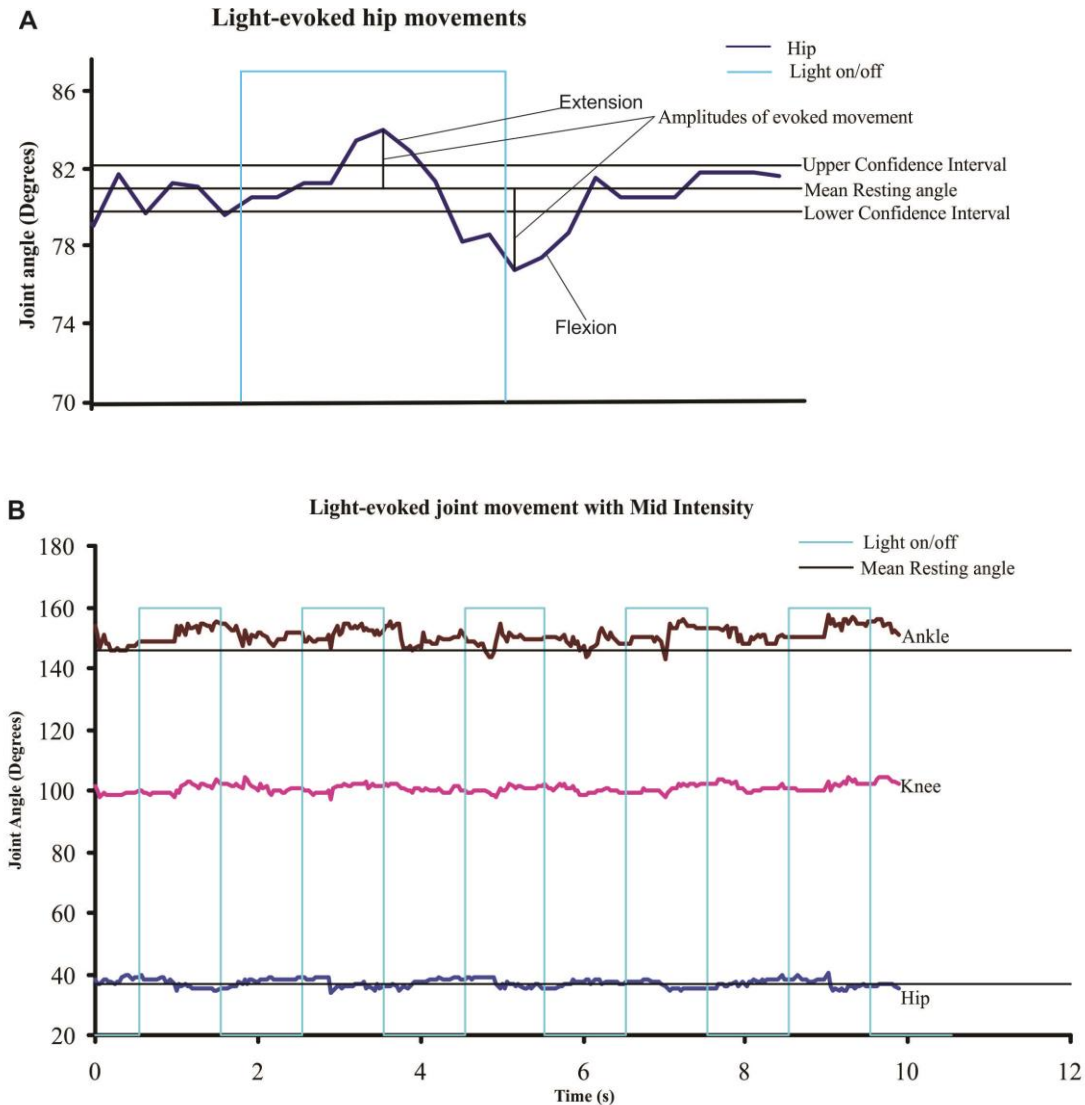 A
Light-evoked hip movements
Hip
Light on/off
Joint angle (Degrees)
86
82
78
74
70
Extension
Amplitudes of evoked movement
Upper Confidence Interval
Mean Resting angle
Lower Confidence Interval
Flexion
B
Light-evoked joint movement with Mid Intensity
Light on/off
Mean Resting angle
Joint Angle (Degrees)
180
160
140
120
100
80
60
40
20
Ankle
Knee
Hip
0 2 4 6 8 10 12
Time (s)